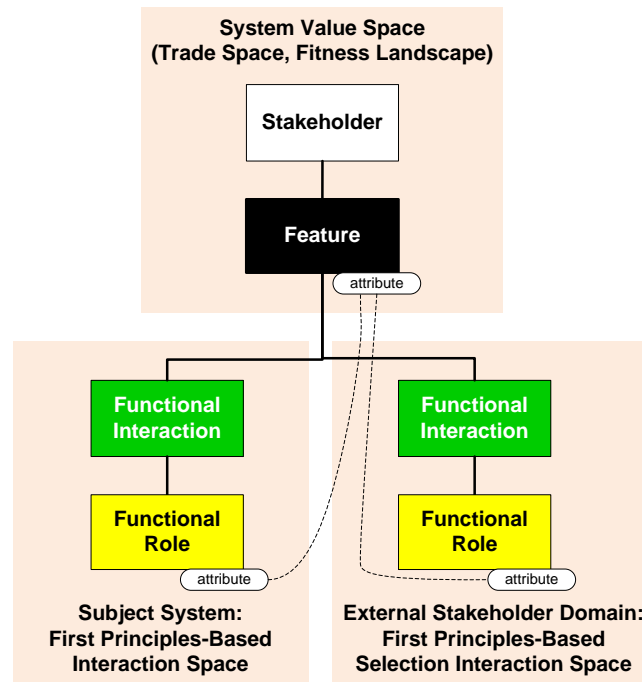 System Value Space
(Trade Space, Fitness Landscape)
Stakeholder
Feature
attribute
Functional
Interaction
Functional
Role
attribute
Subject System:
First Principles-Based
Interaction Space
Functional
Interaction
Functional
Role
attribute
External Stakeholder Domain:
First Principles-Based
Selection Interaction Space